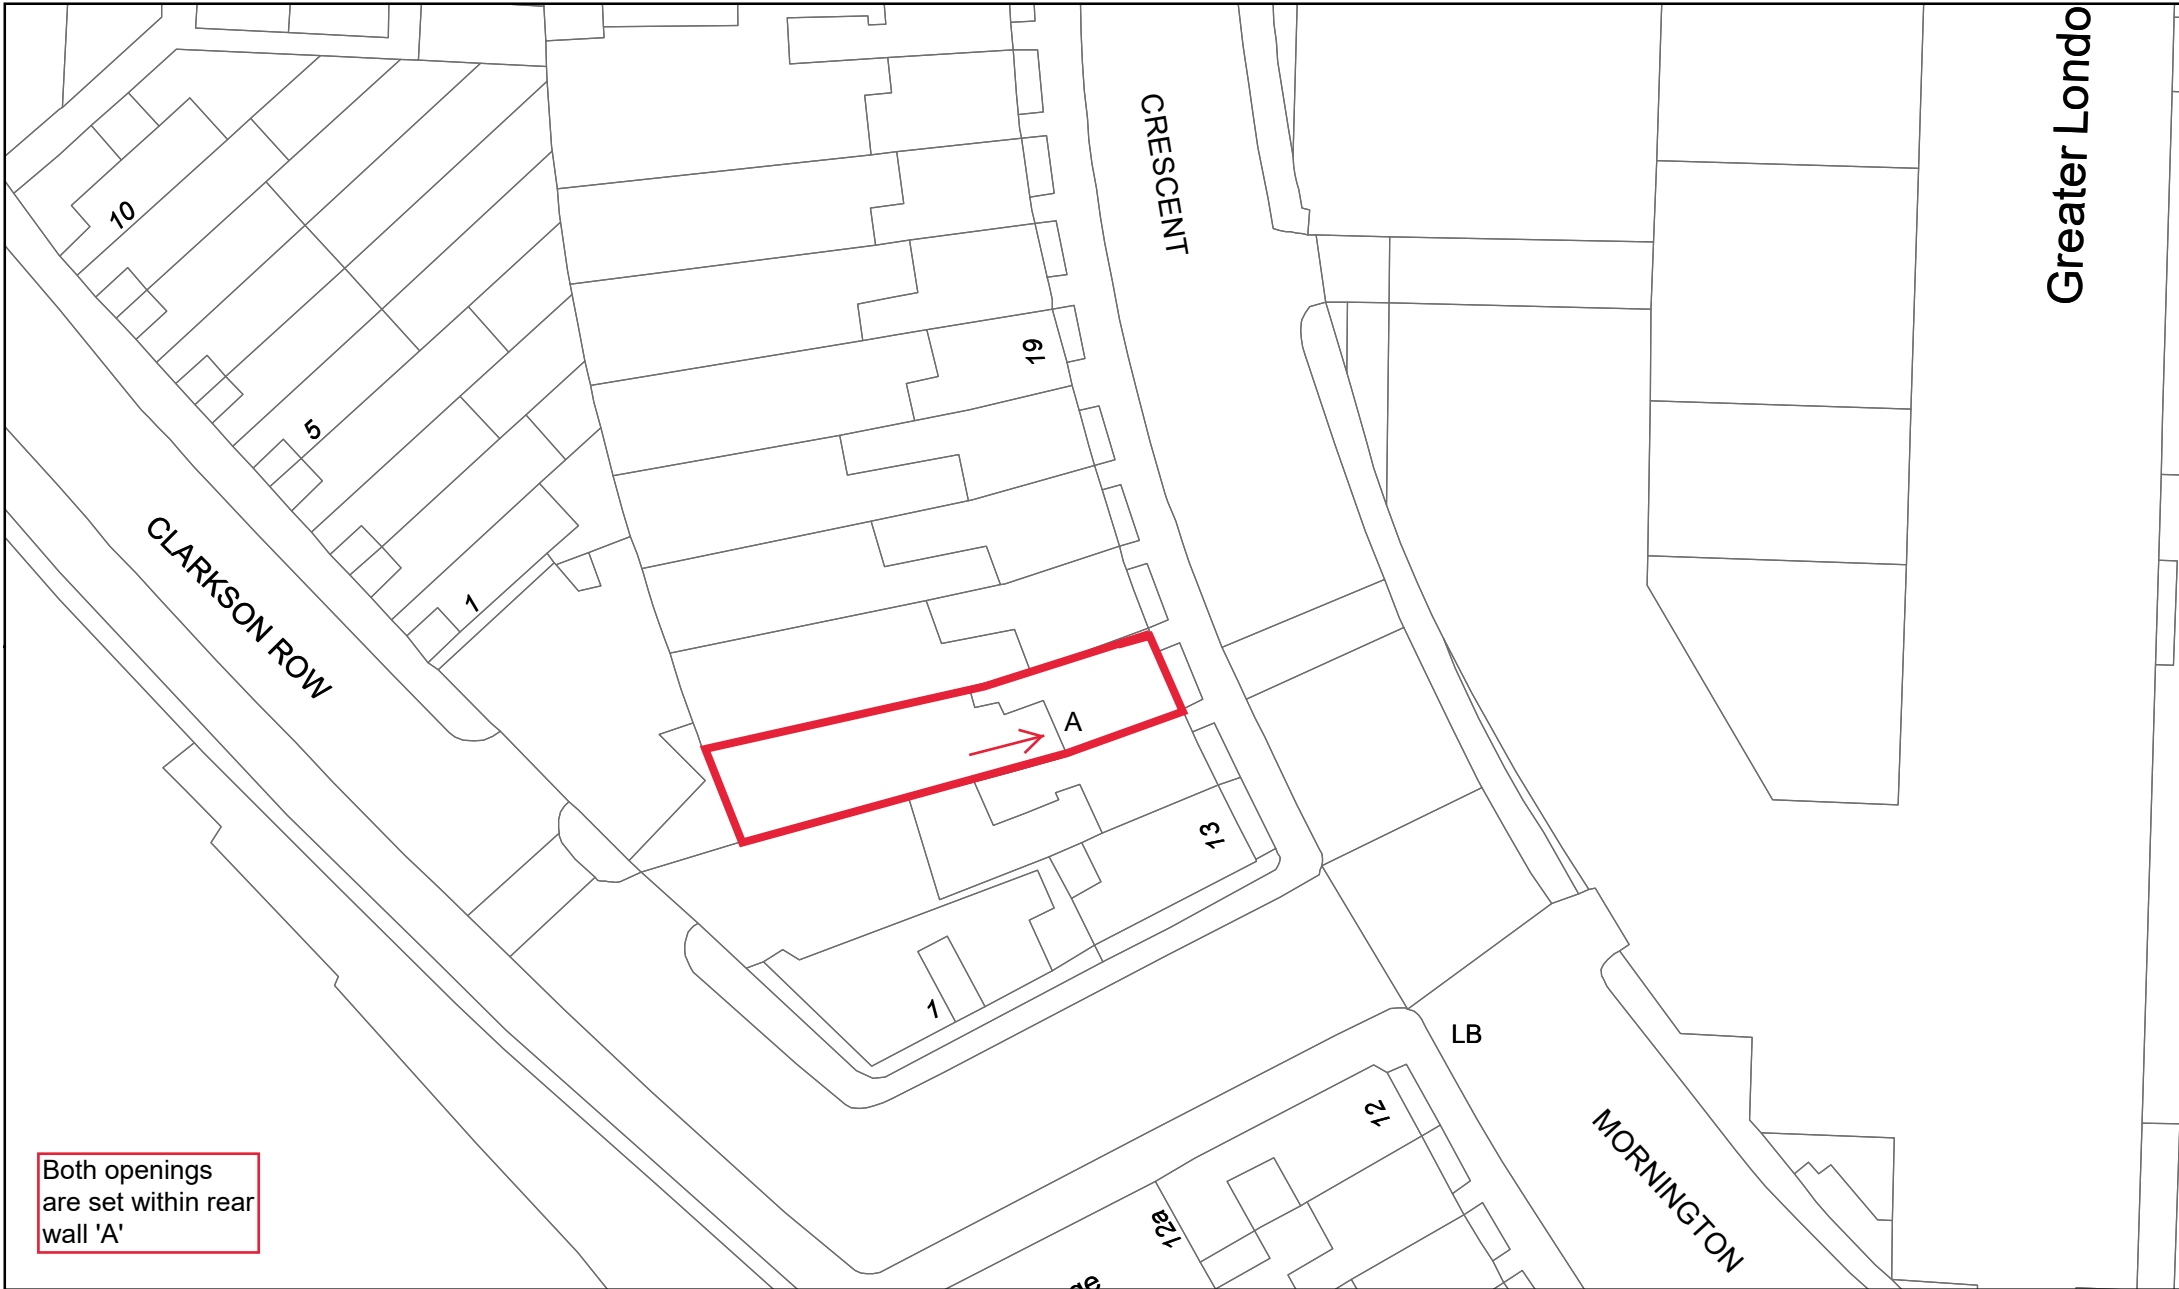 Greater Londo
CRESCENT
10
19
5
CLARKSON ROW
1
A
13
1
LB
12
MORNINGTON
12a
Both openings
are set within rear
wall 'A'